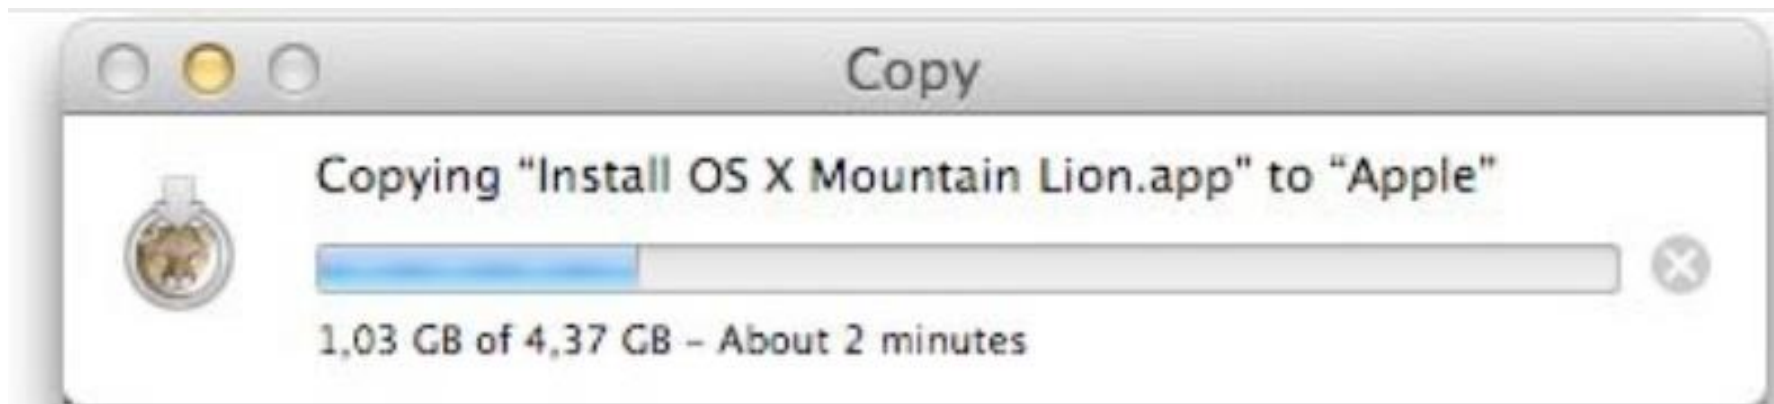 Copy
Copying “Install OS X Mountain Lion.app” to “Apple”
1,03 GB of 4,37 GB – About 2 minutes